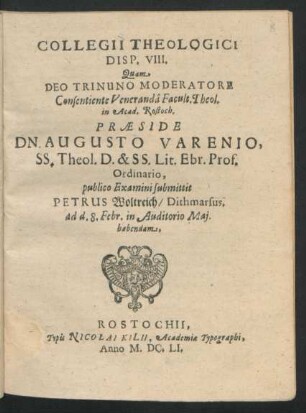 COLLEGII THEOLOGICI
DISP. VIII.
Quam
DEO TRINUNO MODERATORE
Consentiente Venerandâ Facult. Theol.
in Acad. Rostoch.
PRÆSIDE
DN. AUGUSTO VARENIO,
SS. Theol. D. & SS. Lit. Ebr. Prof.
Ordinario,
publico Examini submittit
PETRUS Woltreich / Dithmarsus.
ad d. 8. Febr. in Auditorio Maj.
habendam,
ROSTOCHII,
Typis NICOLAI KILII, Academiæ Typographi,
Anno M. DC. LI.